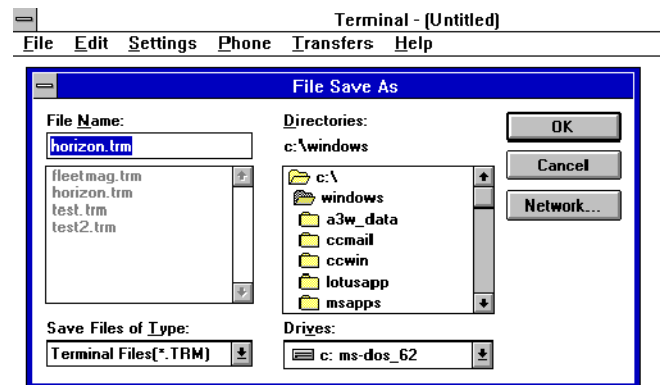 Terminal - (Untitled)
File Edit Settings Phone Transfers Help
File Save As
File Name:
horizon.trm
fleetmag.trm
horizon.trm
test.trm
test2.trm
Save Files of Type:
Terminal Files(*.TRM)
Directories:
c:\windows
c:\
windows
a3w_data
ccmail
ccwin
lotusapp
msapps
Drives:
c: ms-dos_62
OK
Cancel
Network...